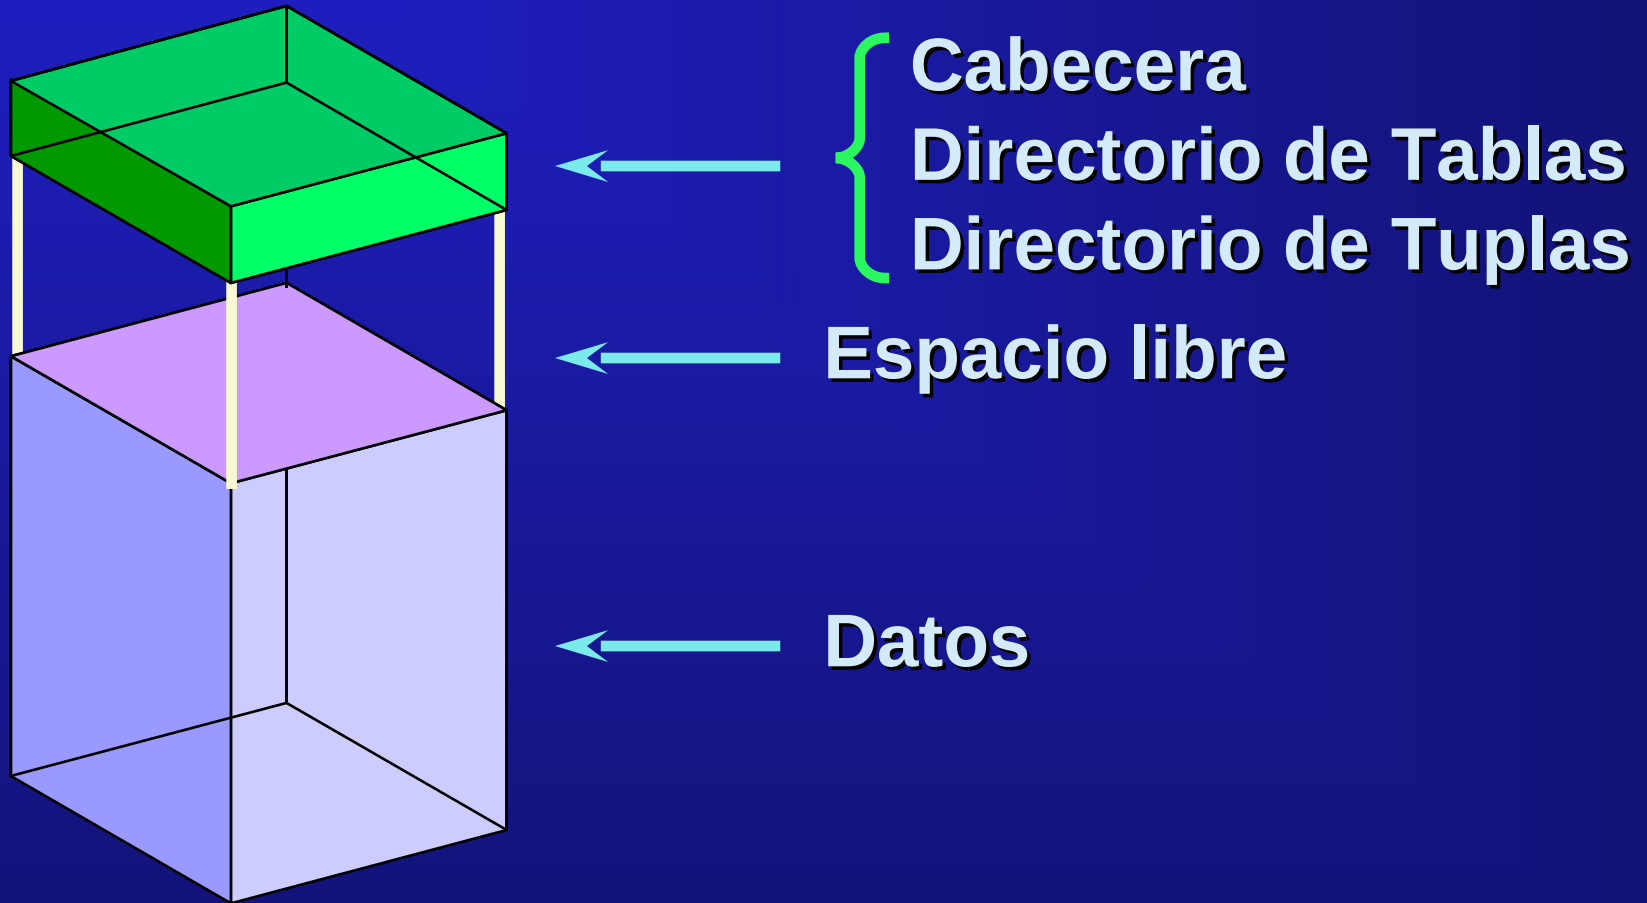 Cabecera
Directorio de Tablas
Directorio de Tuplas
Espacio libre
Datos